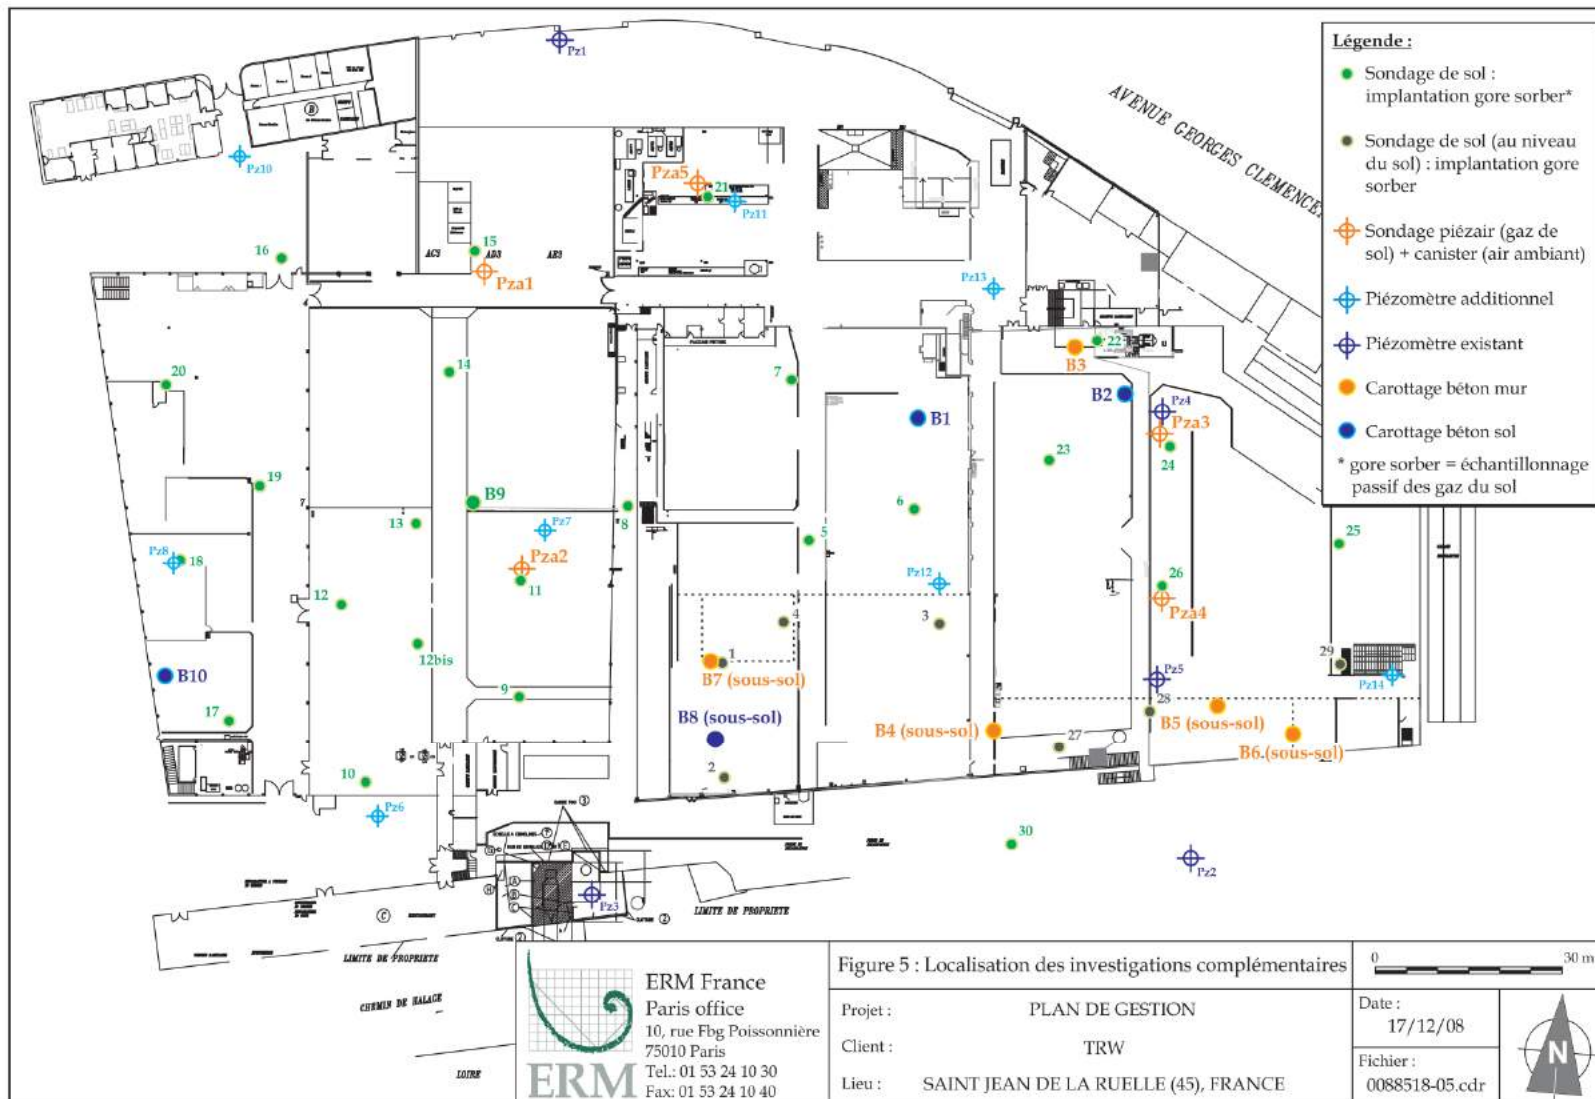 Pz1
Légende :
Sondage de sol :
implantation gore sorber*
Sondage de sol (au niveau
du sol) : implantation gore
sorber
Sondage piézair (gaz de
sol) + canister (air ambiant)
Piézomètre additionnel
Piézomètre existant
Carottage béton mur
Carottage béton sol
* gore sorber = échantillonnage
passif des gaz du sol
AVENUE GEORGES CLEMENCE
B
Pz10
Pza5
21
Pz11
16
15
AC3
AD3
AE3
Pza1
Pz13
22
B3
14
7
20
B1
B2
Pz4
Pza3
24
23
19
B9
8
6
13
Pz7
5
25
Pz8
18
Pza2
11
Pz12
26
Pza4
12
4
3
12bis
1
29
B10
B7 (sous-sol)
Pz5
Pz14
9
28
17
B8 (sous-sol)
B4 (sous-sol)
B5 (sous-sol)
27
B6 (sous-sol)
2
10
Pz6
3
30
Pz2
Pz3
2
C
LIMITE DE PROPRIETE
LIMITE DE PROPRIETE
CHEMIN DE HALAGE
LOIRE
ERM
ERM France
Paris office
10, rue Fbg Poissonnière
75010 Paris
Tel.: 01 53 24 10 30
Fax: 01 53 24 10 40
Figure 5 : Localisation des investigations complémentaires
0 30 m
Projet : PLAN DE GESTION
Client : TRW
Lieu : SAINT JEAN DE LA RUELLE (45), FRANCE
Date :
17/12/08
Fichier :
0088518-05.cdr
N